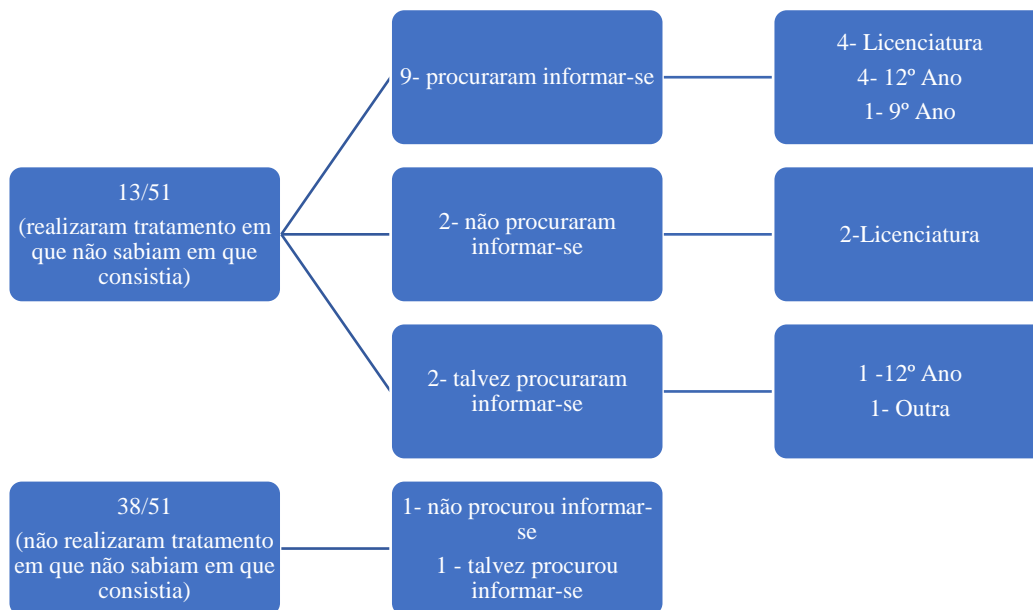 13/51
(realizaram tratamento em
que não sabiam em que
consistia)
9- procuraram informar-se
4- Licenciatura
4- 12º Ano
1- 9º Ano
2- não procuraram
informar-se
2-Licenciatura
2- talvez procuraram
informar-se
1 -12º Ano
1- Outra
38/51
(não realizaram tratamento
em que não sabiam em que
consistia)
1- não procurou informar-
se
1 - talvez procurou
informar-se